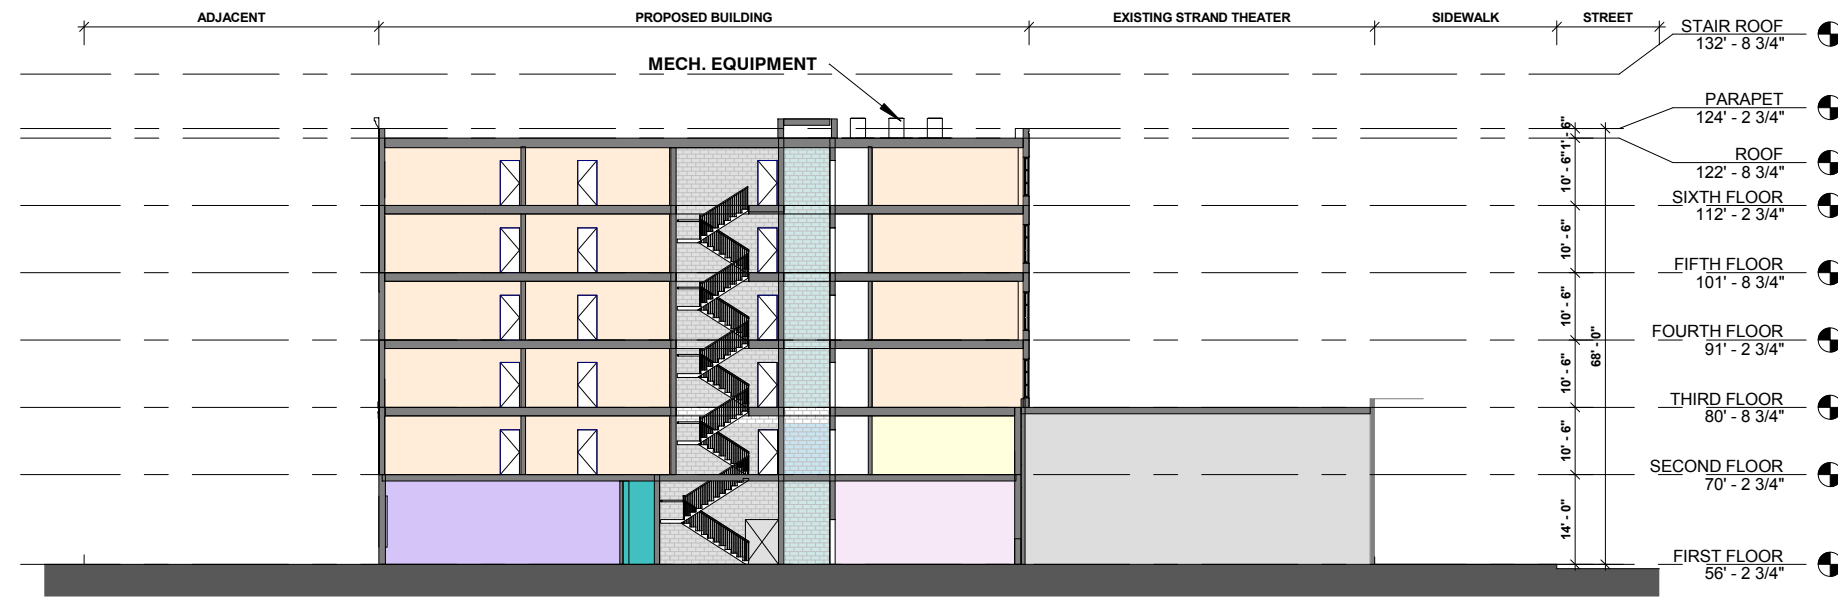 ADJACENT
PROPOSED BUILDING
EXISTING STRAND THEATER
SIDEWALK
STREET
STAIR ROOF
132' - 8 3/4"
MECH. EQUIPMENT
PARAPET
124' - 2 3/4"
1' - 6"
ROOF
122' - 8 3/4"
10' - 6"
SIXTH FLOOR
112' - 2 3/4"
10' - 6"
FIFTH FLOOR
101' - 8 3/4"
10' - 6"
FOURTH FLOOR
91' - 2 3/4"
68' - 0"
10' - 6"
THIRD FLOOR
80' - 8 3/4"
10' - 6"
SECOND FLOOR
70' - 2 3/4"
14' - 0"
FIRST FLOOR
56' - 2 3/4"